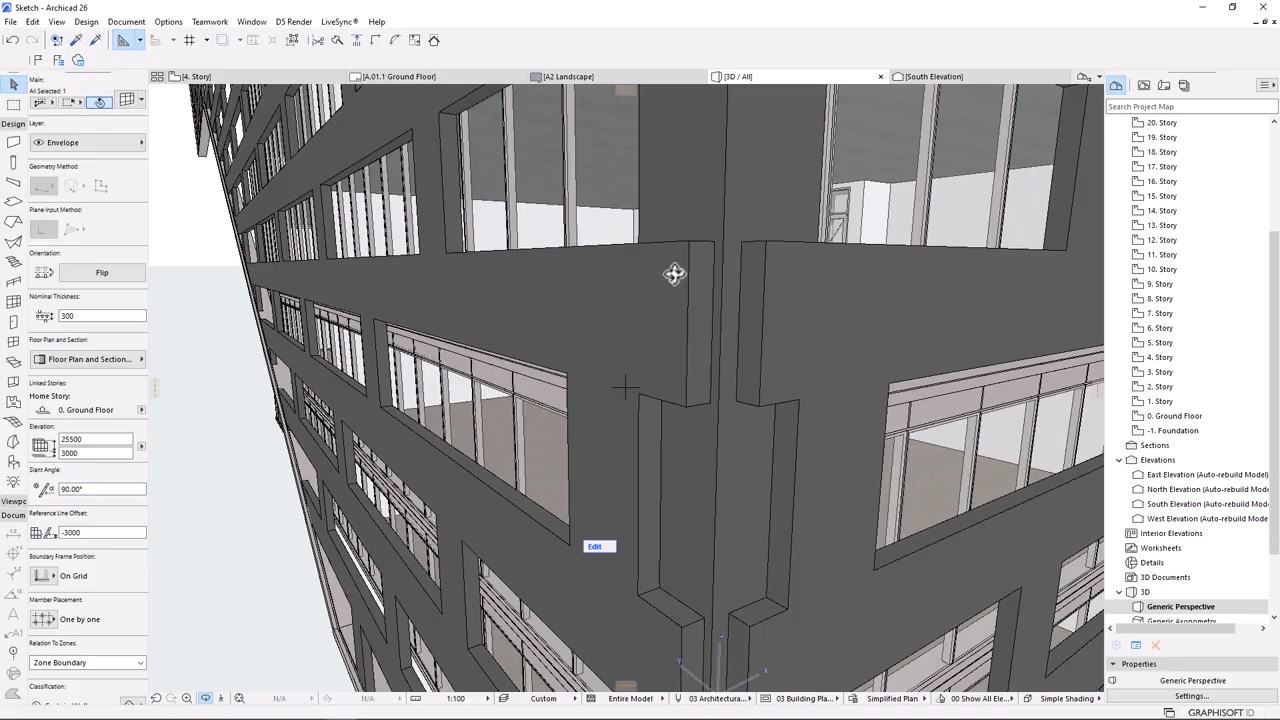 Sketch - Archicad 26
File Edit View Design Options Teamwork Window D5 Render LiveSync® Help
[4. Story] [A.01.1 Ground Floor] [A2 Landscape] [3D / All] [South Elevation]
Main:
All Selected: 1
Design
Layer:
Envelope
Geometry Method:
Plane Input Method:
Orientation:
Flip
Nominal Thickness:
300
Floor Plan and Section:
Floor Plan and Section...
Linked Stories:
Home Story:
0. Ground Floor
Elevation:
25500
3000
Slant Angle:
90.00°
Viewpc
Docum
Reference Line Offset:
-3000
Boundary Frame Position:
On Grid
Member Placement:
One by one
Relation To Zones:
Zone Boundary
Classification:
Edit
z
y
x
Search Project Map
20. Story
19. Story
18. Story
17. Story
16. Story
15. Story
14. Story
13. Story
12. Story
11. Story
10. Story
9. Story
8. Story
7. Story
6. Story
5. Story
4. Story
3. Story
2. Story
1. Story
0. Ground Floor
-1. Foundation
Sections
Elevations
East Elevation (Auto-rebuild Model)
North Elevation (Auto-rebuild Mode
South Elevation (Auto-rebuild Mode
West Elevation (Auto-rebuild Mode
Interior Elevations
Worksheets
Details
3D Documents
3D
Generic Perspective
Generic Axonometry
Properties
Generic Perspective
Settings...
N/A N/A 1:100 Custom Entire Model 03 Architectura... 03 Building Pla... Simplified Plan 00 Show All Ele... Simple Shading
GRAPHISOFT ID